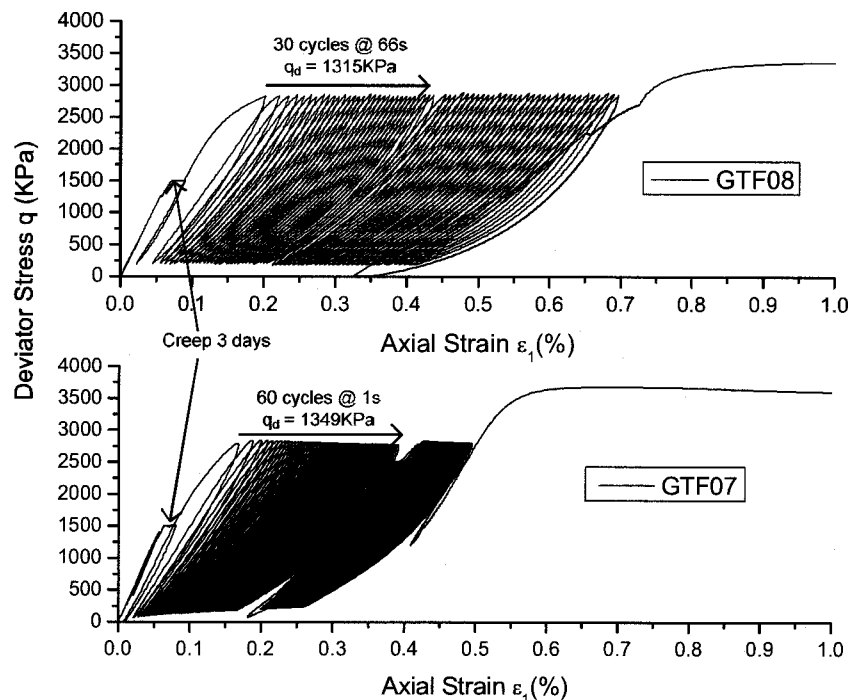 Deviator Stress q (KPa)
4000
3500
3000
2500
2000
1500
1000
500
0
30 cycles @ 66s
qd = 1315KPa
GTF08
0.0 0.1 0.2 0.3 0.4 0.5 0.6 0.7 0.8 0.9 1.0
Axial Strain ε1(%)
Creep 3 days
4000
3500
3000
2500
2000
1500
1000
500
0
60 cycles @ 1s
qd = 1349KPa
GTF07
0.0 0.1 0.2 0.3 0.4 0.5 0.6 0.7 0.8 0.9 1.0
Axial Strain ε1(%)